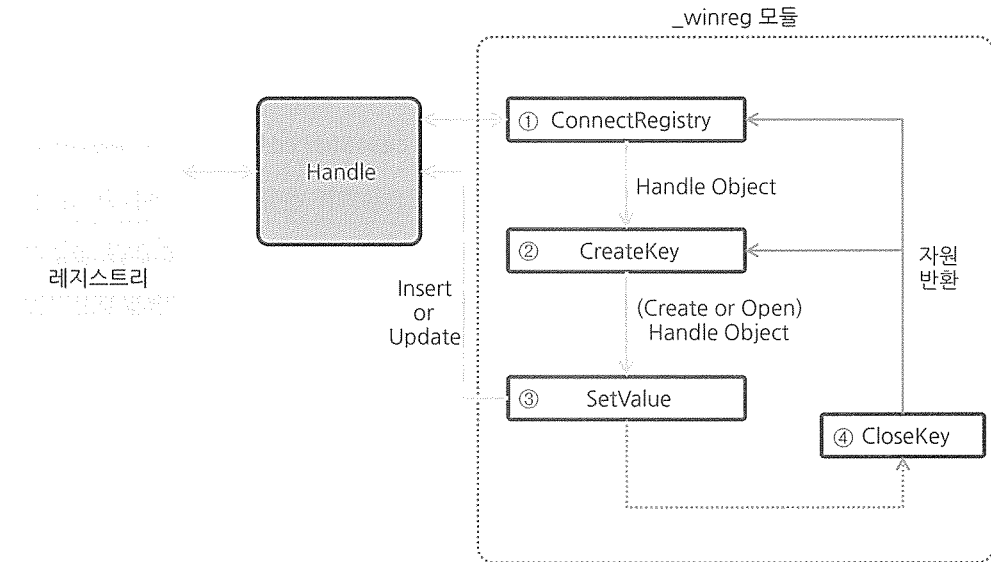 _winreg 모듈
① ConnectRegistry
Handle
Handle Object
② CreateKey
자원
반환
레지스트리
Insert
or
Update
(Create or Open)
Handle Object
③ SetValue
④ CloseKey